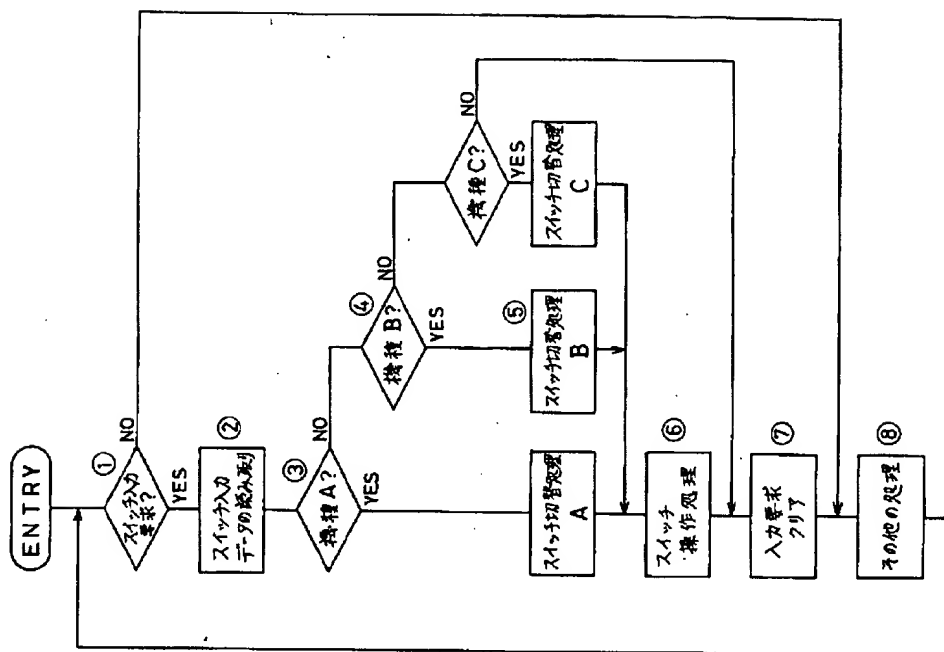 ENTRY
①
スイッチ入力
要求?
NO
YES
②
スイッチ入力
データの読み取り
③
機種A?
NO
YES
④
機種B?
NO
YES
機種C?
NO
YES
スイッチ切替処理
A
⑤
スイッチ切替処理
B
スイッチ切替処理
C
⑥
スイッチ
操作処理
⑦
入力要求
クリア
⑧
その他の処理